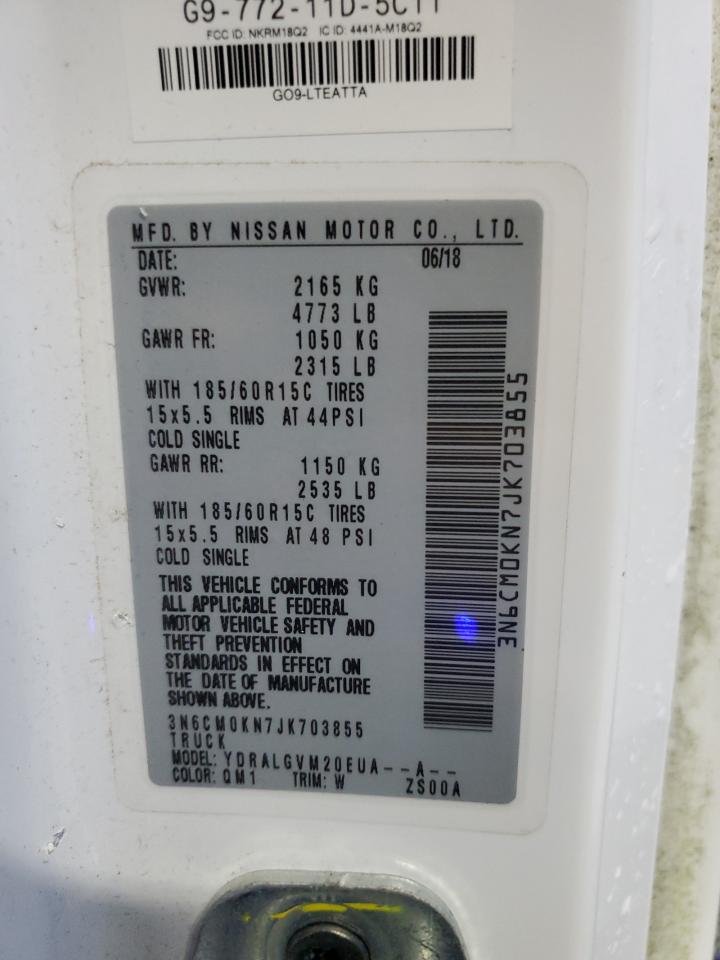 G9-772-11D-5C11
FCC ID: NKRM18Q2 IC ID: 4441A-M18Q2
GO9-LTEATTA
MFD. BY NISSAN MOTOR CO., LTD.
DATE: 06/18
GVWR: 2165 KG
4773 LB
GAWR FR: 1050 KG
2315 LB
WITH 185/60R15C TIRES
15x5.5 RIMS AT 44PSI
COLD SINGLE
GAWR RR: 1150 KG
2535 LB
WITH 185/60R15C TIRES
15x5.5 RIMS AT 48 PSI
COLD SINGLE
THIS VEHICLE CONFORMS TO
ALL APPLICABLE FEDERAL
MOTOR VEHICLE SAFETY AND
THEFT PREVENTION
STANDARDS IN EFFECT ON
THE DATE OF MANUFACTURE
SHOWN ABOVE.
3N6CM0KN7JK703855
TRUCK
MODEL: YDRALGVM20EUA--A--
COLOR: QM1 TRIM: W ZS00A
3N6CM0KN7JK703855